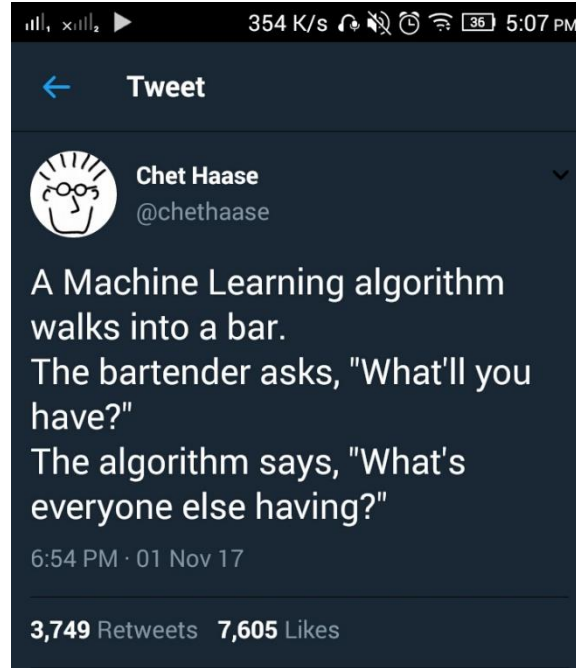 354 K/s 36 5:07 PM
Tweet
Chet Haase
@chethaase
A Machine Learning algorithm
walks into a bar.
The bartender asks, "What'll you
have?"
The algorithm says, "What's
everyone else having?"
6:54 PM · 01 Nov 17
3,749 Retweets 7,605 Likes